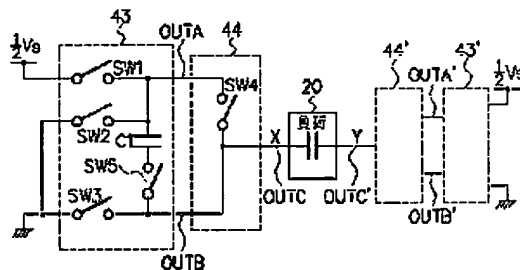 43
OUTA
44
44'
OUTA'
43'
½Vs
½Vs
SW1
SW4
20
負荷
SW2
C1
X
Y
SW5
SW3
OUTC
OUTC'
OUTB'
OUTB